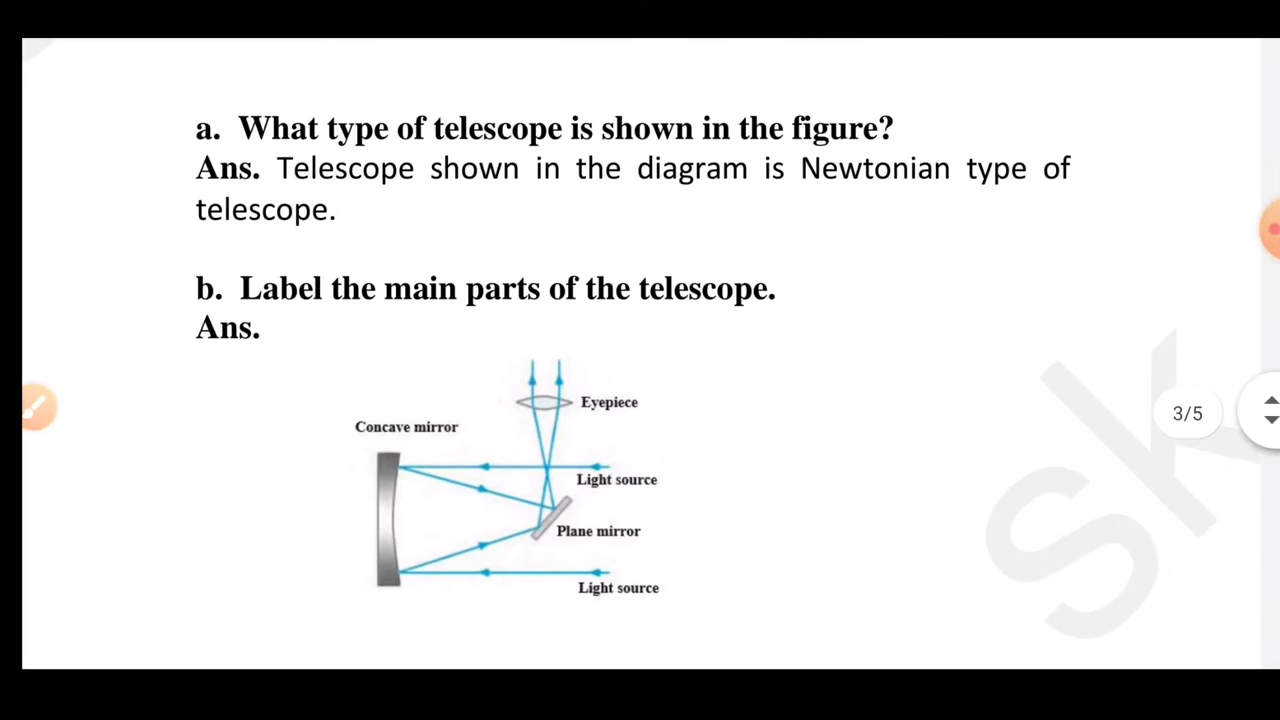 a. What type of telescope is shown in the figure?
Ans. Telescope shown in the diagram is Newtonian type of
telescope.
b. Label the main parts of the telescope.
Ans.
Eyepiece
Concave mirror
Light source
Plane mirror
Light source
3/5
sk